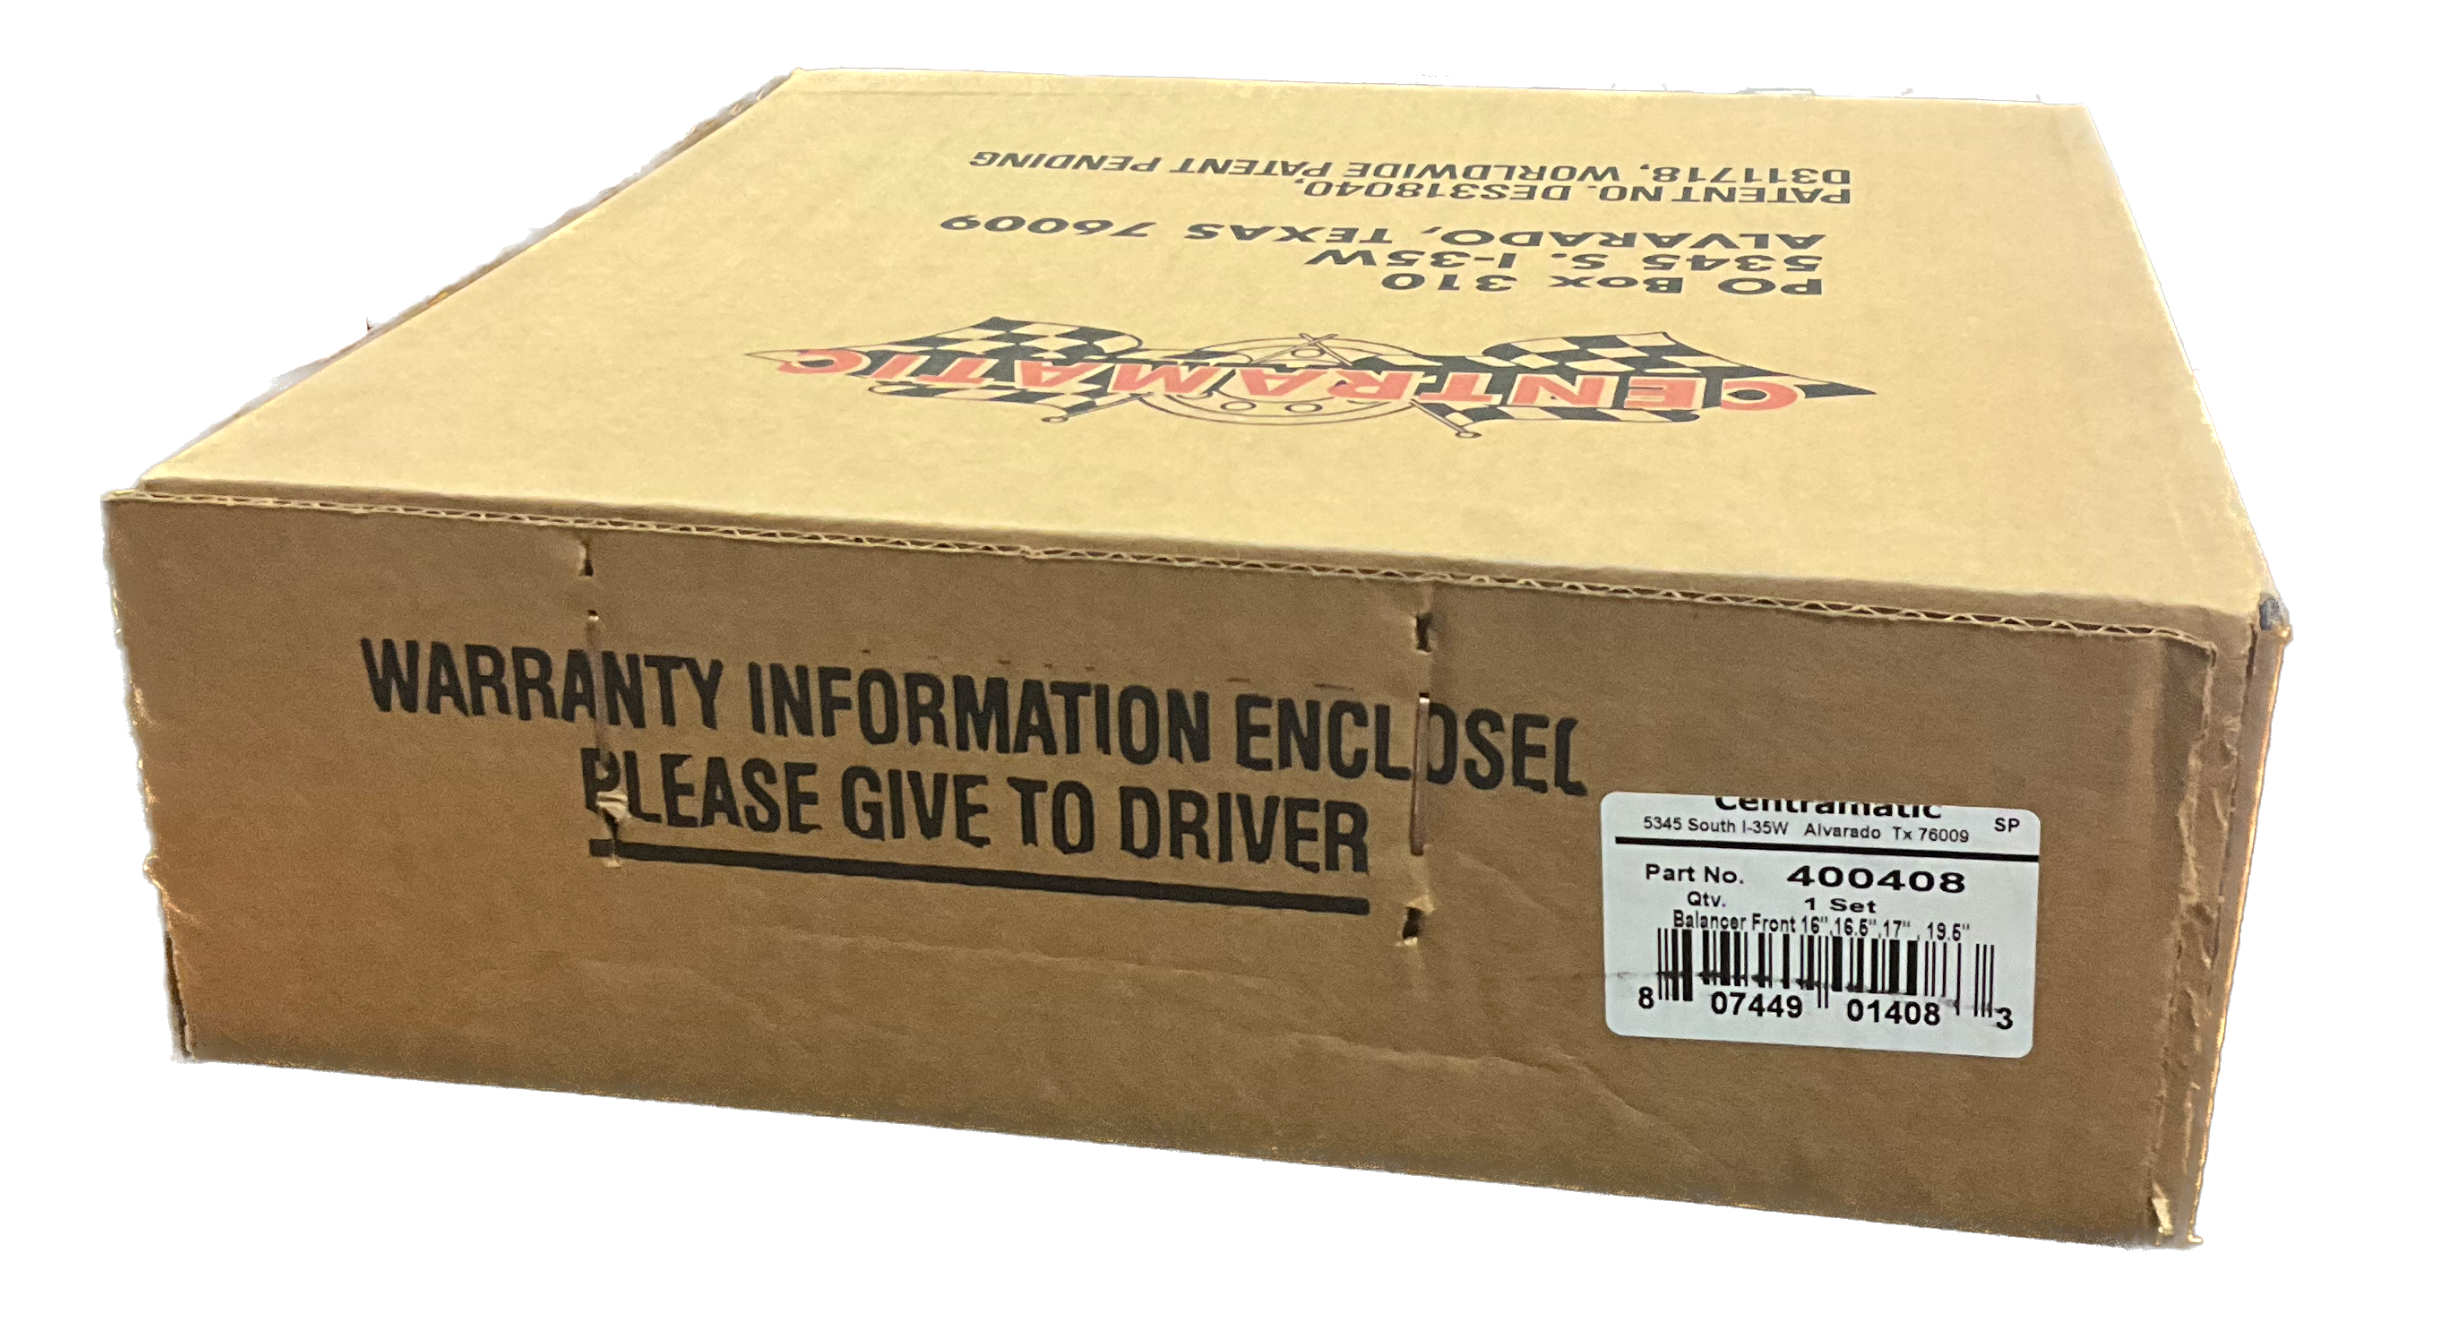 CENTRAMATIC
PO Box 310
5345 S. I-35W
ALVARADO, TEXAS 76009
PATENT NO. DES318040,
D311718, WORLDWIDE PATENT PENDING
WARRANTY INFORMATION ENCLOSED
PLEASE GIVE TO DRIVER
Centramatic
5345 South I-35W Alvarado Tx 76009 SP
Part No. 400408
Qty. 1 Set
Balancer Front 16",16.5",17" , 19.5"
8 07449 01408 3